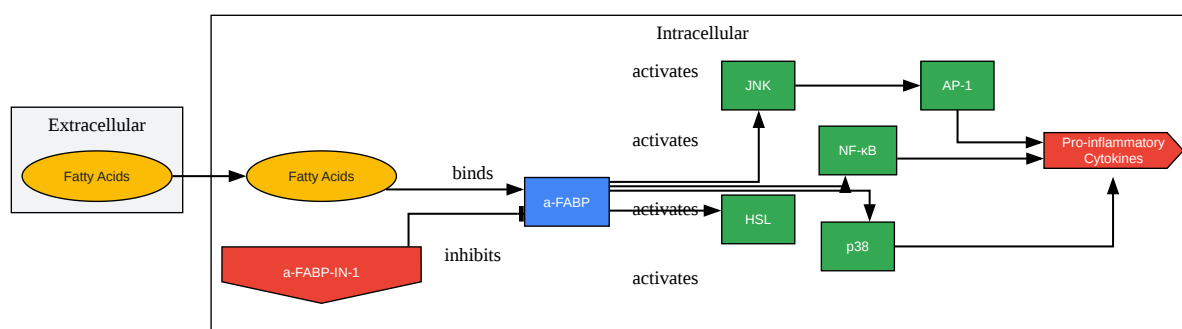 Intracellular
activates
JNK
AP-1
Extracellular
activates
NF-κB
Pro-inflammatory
Cytokines
Fatty Acids
Fatty Acids
binds
a-FABP
activates
HSL
p38
inhibits
a-FABP-IN-1
activates